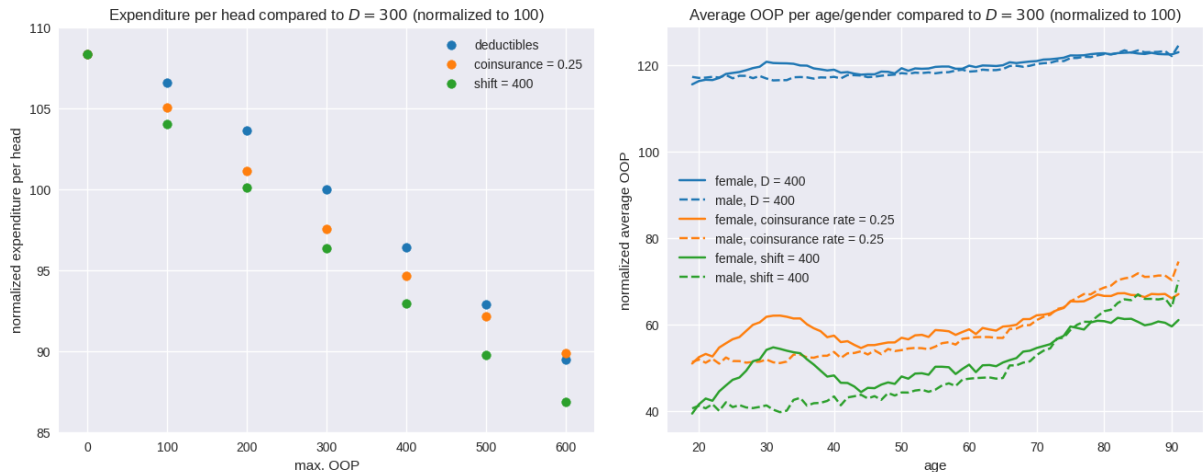 Expenditure per head compared to D = 300 (normalized to 100)
110
105
100
95
90
85
normalized expenditure per head
deductibles
coinsurance = 0.25
shift = 400
0 100 200 300 400 500 600
max. OOP
Average OOP per age/gender compared to D = 300 (normalized to 100)
120
100
80
60
40
normalized average OOP
female, D = 400
male, D = 400
female, coinsurance rate = 0.25
male, coinsurance rate = 0.25
female, shift = 400
male, shift = 400
20 30 40 50 60 70 80 90
age